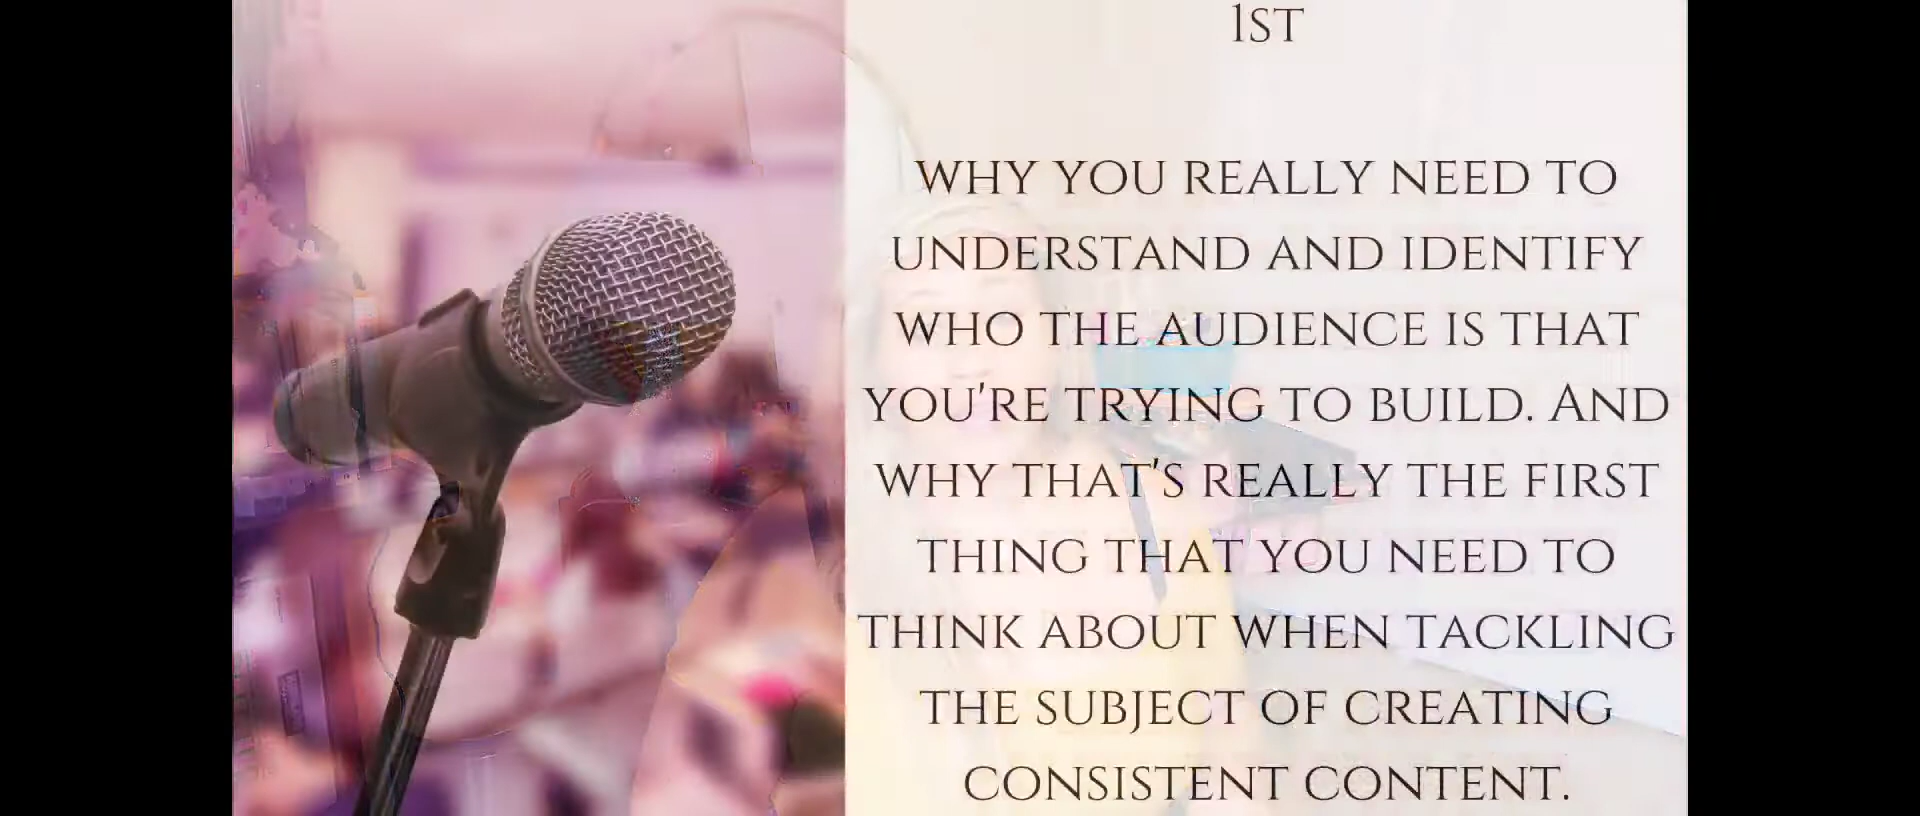 1ST
WHY YOU REALLY NEED TO
UNDERSTAND AND IDENTIFY
WHO THE AUDIENCE IS THAT
YOU'RE TRYING TO BUILD. AND
WHY THAT'S REALLY THE FIRST
THING THAT YOU NEED TO
THINK ABOUT WHEN TACKLING
THE SUBJECT OF CREATING
CONSISTENT CONTENT.